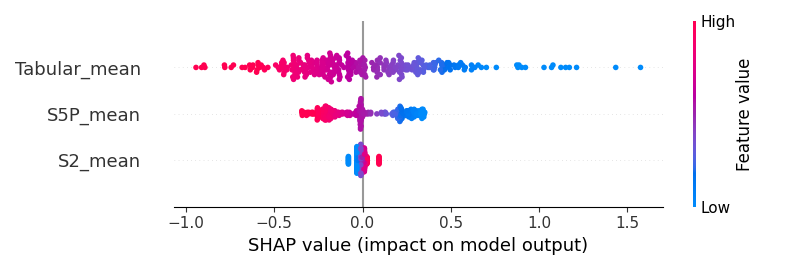 High
Tabular_mean
S5P_mean
S2_mean
Feature value
Low
−1.0 −0.5 0.0 0.5 1.0 1.5
SHAP value (impact on model output)